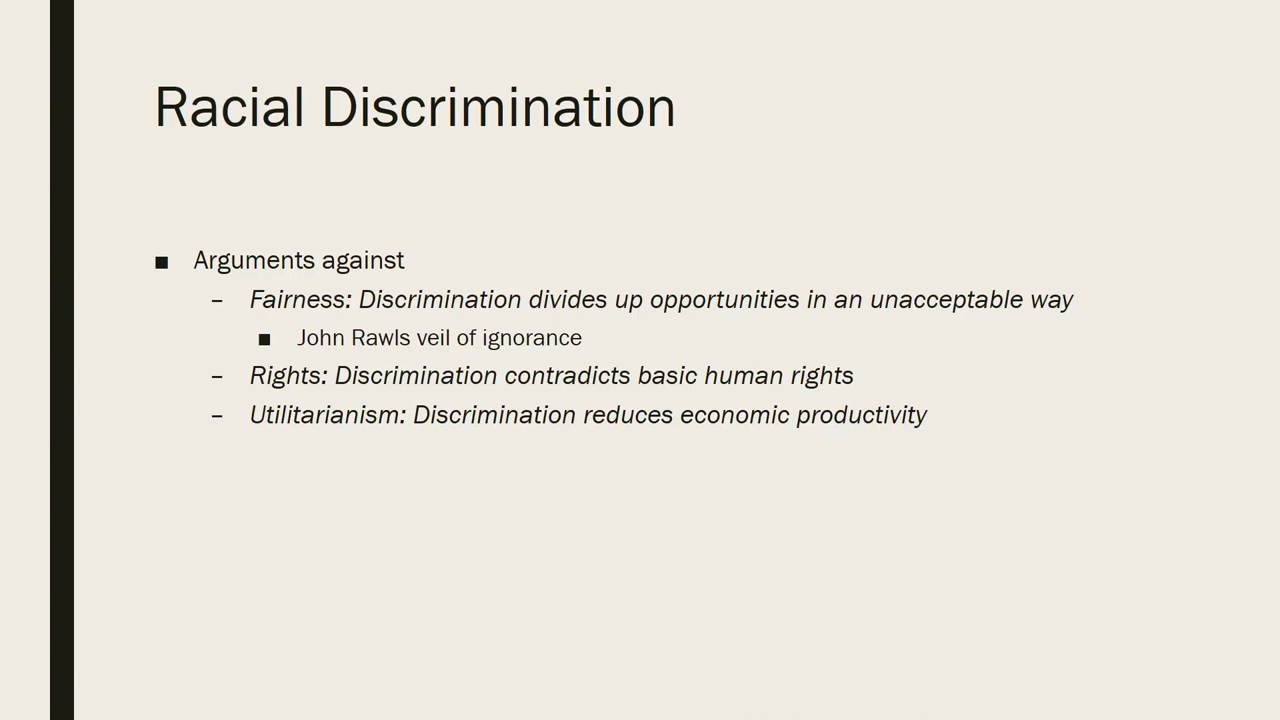 Racial Discrimination
■ Arguments against
– Fairness: Discrimination divides up opportunities in an unacceptable way
■ John Rawls veil of ignorance
– Rights: Discrimination contradicts basic human rights
– Utilitarianism: Discrimination reduces economic productivity